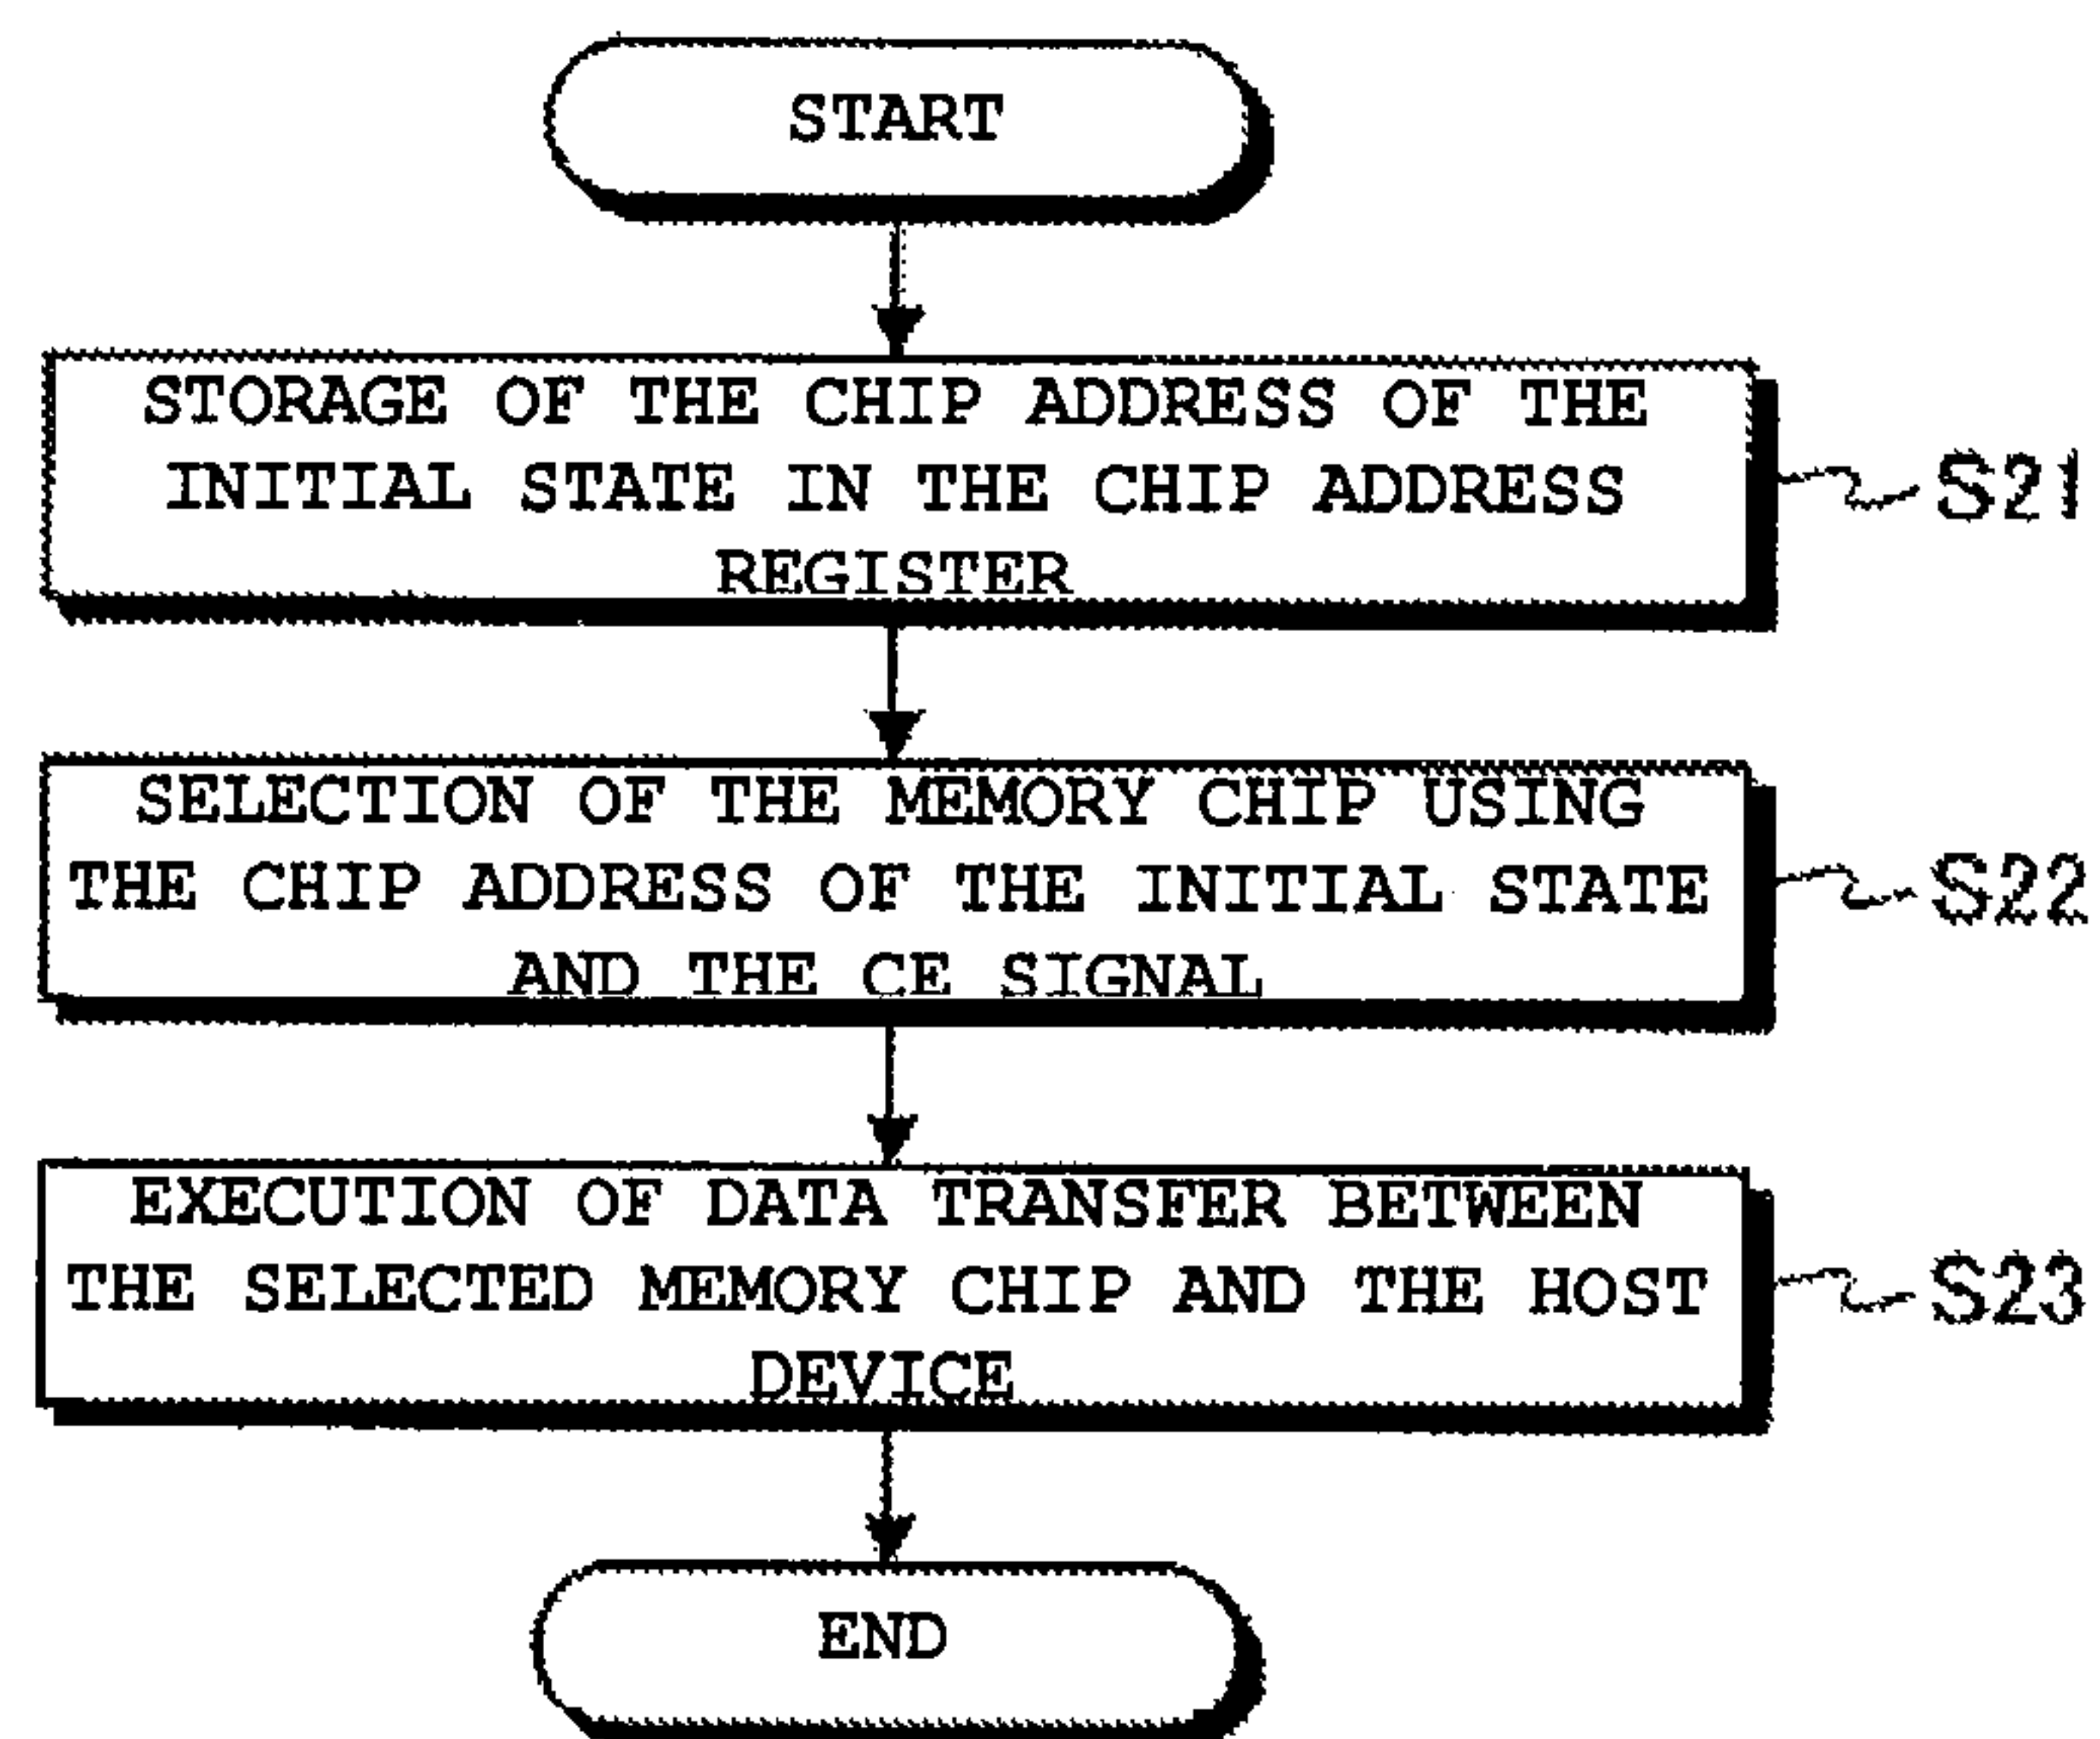 START
STORAGE OF THE CHIP ADDRESS OF THE
INITIAL STATE IN THE CHIP ADDRESS
REGISTER
S21
SELECTION OF THE MEMORY CHIP USING
THE CHIP ADDRESS OF THE INITIAL STATE
AND THE CE SIGNAL
S22
EXECUTION OF DATA TRANSFER BETWEEN
THE SELECTED MEMORY CHIP AND THE HOST
DEVICE
S23
END